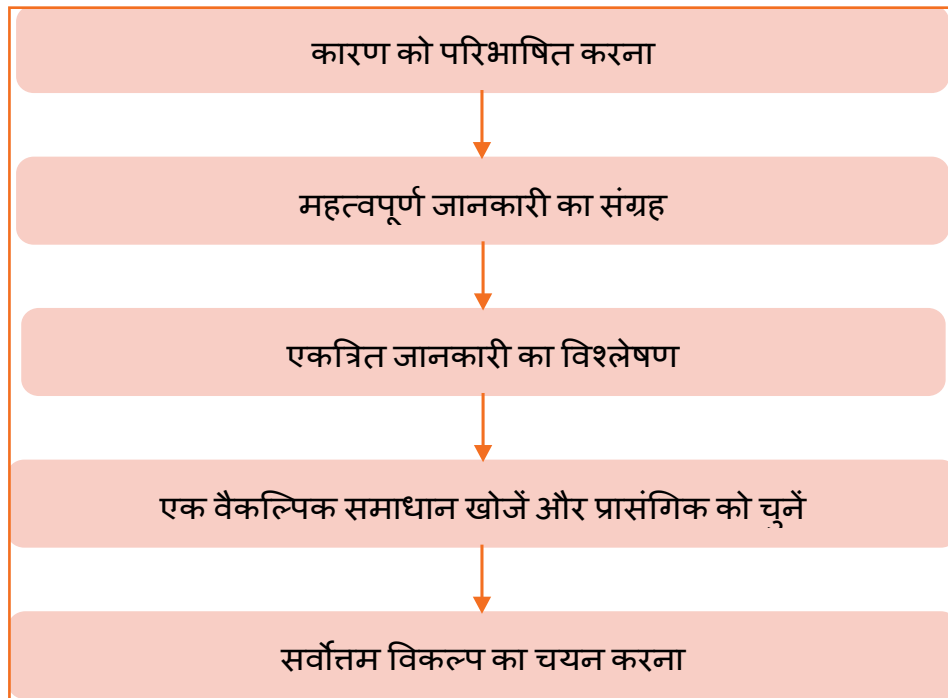 कारण को परिभाषित करना
महत्वपूर्ण जानकारी का संग्रह
एकत्रित जानकारी का विश्लेषण
एक वैकल्पिक समाधान खोजें और प्रासंगिक को चुनें
सर्वोत्तम विकल्प का चयन करना